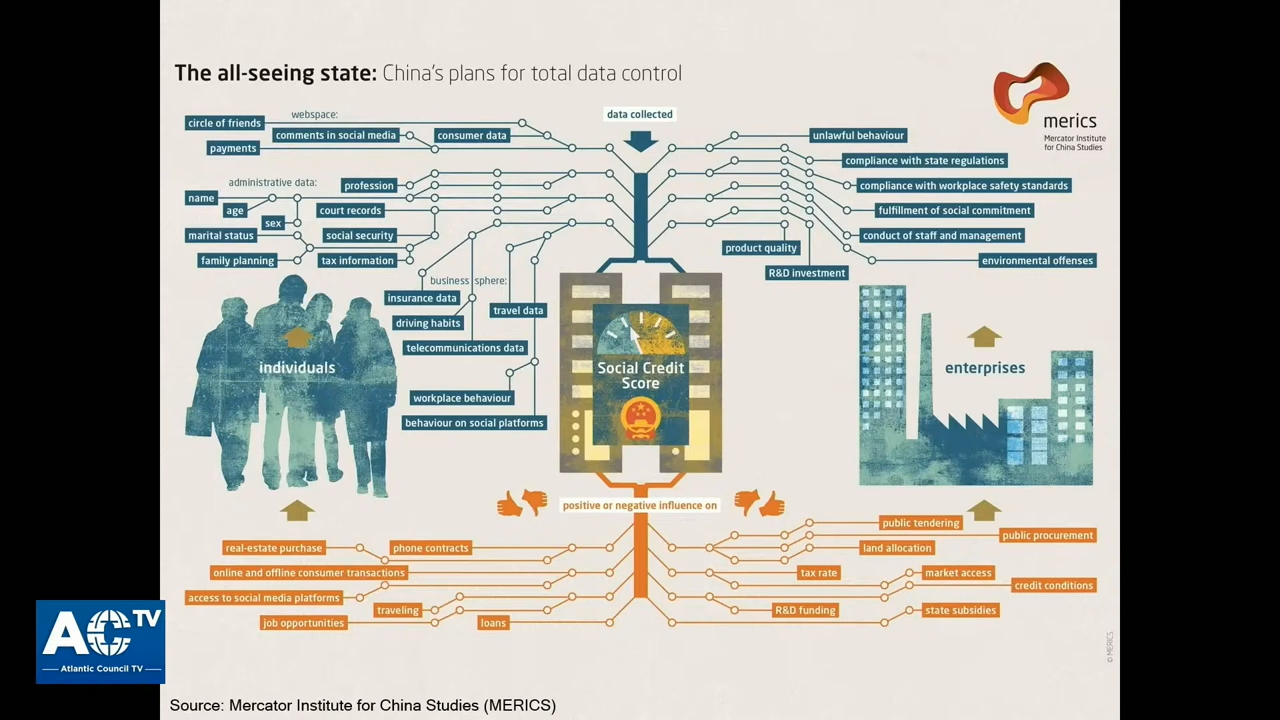 The all-seeing state: China's plans for total data control
merics
Mercator Institute
for China Studies
data collected
webspace:
circle of friends
comments in social media
consumer data
payments
administrative data:
profession
name
age
court records
sex
marital status
social security
family planning
tax information
business sphere:
insurance data
travel data
driving habits
telecommunications data
workplace behaviour
behaviour on social platforms
unlawful behaviour
compliance with state regulations
compliance with workplace safety standards
fulfillment of social commitment
conduct of staff and management
product quality
environmental offenses
R&D investment
individuals
Social Credit
Score
enterprises
positive or negative influence on
real-estate purchase
phone contracts
online and offline consumer transactions
access to social media platforms
traveling
job opportunities
loans
public tendering
public procurement
land allocation
tax rate
market access
credit conditions
R&D funding
state subsidies
© MERICS
AC TV
Atlantic Council TV
Source: Mercator Institute for China Studies (MERICS)